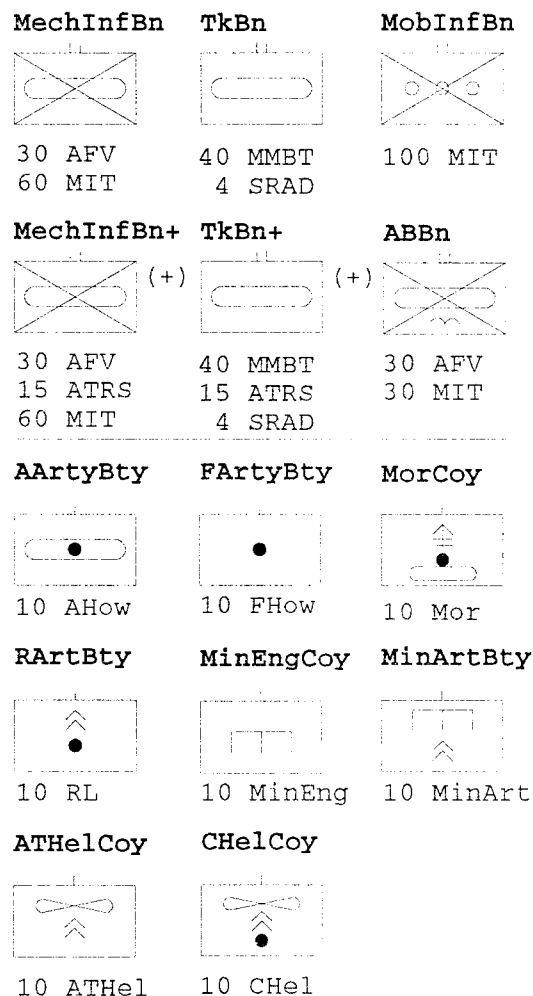 MechInfBn TkBn MobInfBn
30 AFV 40 MMBT 100 MIT
60 MIT 4 SRAD
MechInfBn+ TkBn+ ABBn
(+) (+)
30 AFV 40 MMBT 30 AFV
15 ATRS 15 ATRS 30 MIT
60 MIT 4 SRAD
AArtyBty FArtyBty MorCoy
10 AHow 10 FHow 10 Mor
RArtBty MinEngCoy MinArtBty
10 RL 10 MinEng 10 MinArt
ATHelCoy CHelCoy
10 ATHel 10 CHel